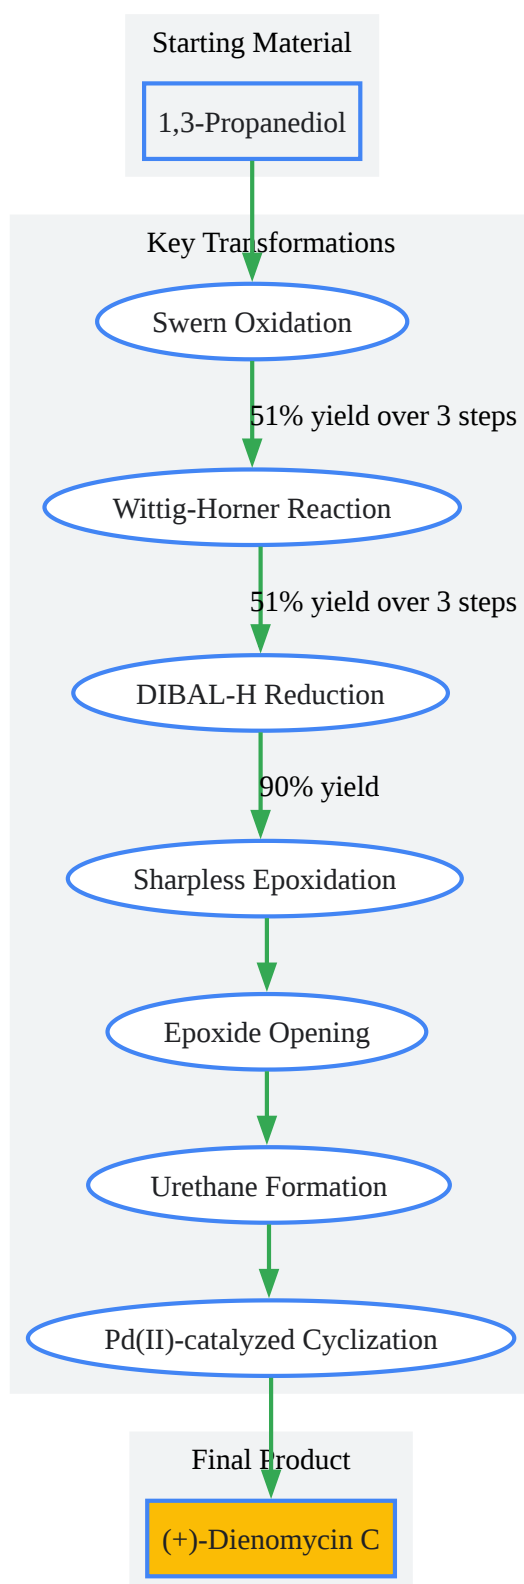 Starting Material
1,3-Propanediol
Key Transformations
Swern Oxidation
51% yield over 3 steps
Wittig-Horner Reaction
51% yield over 3 steps
DIBAL-H Reduction
90% yield
Sharpless Epoxidation
Epoxide Opening
Urethane Formation
Pd(II)-catalyzed Cyclization
Final Product
(+)-Dienomycin C